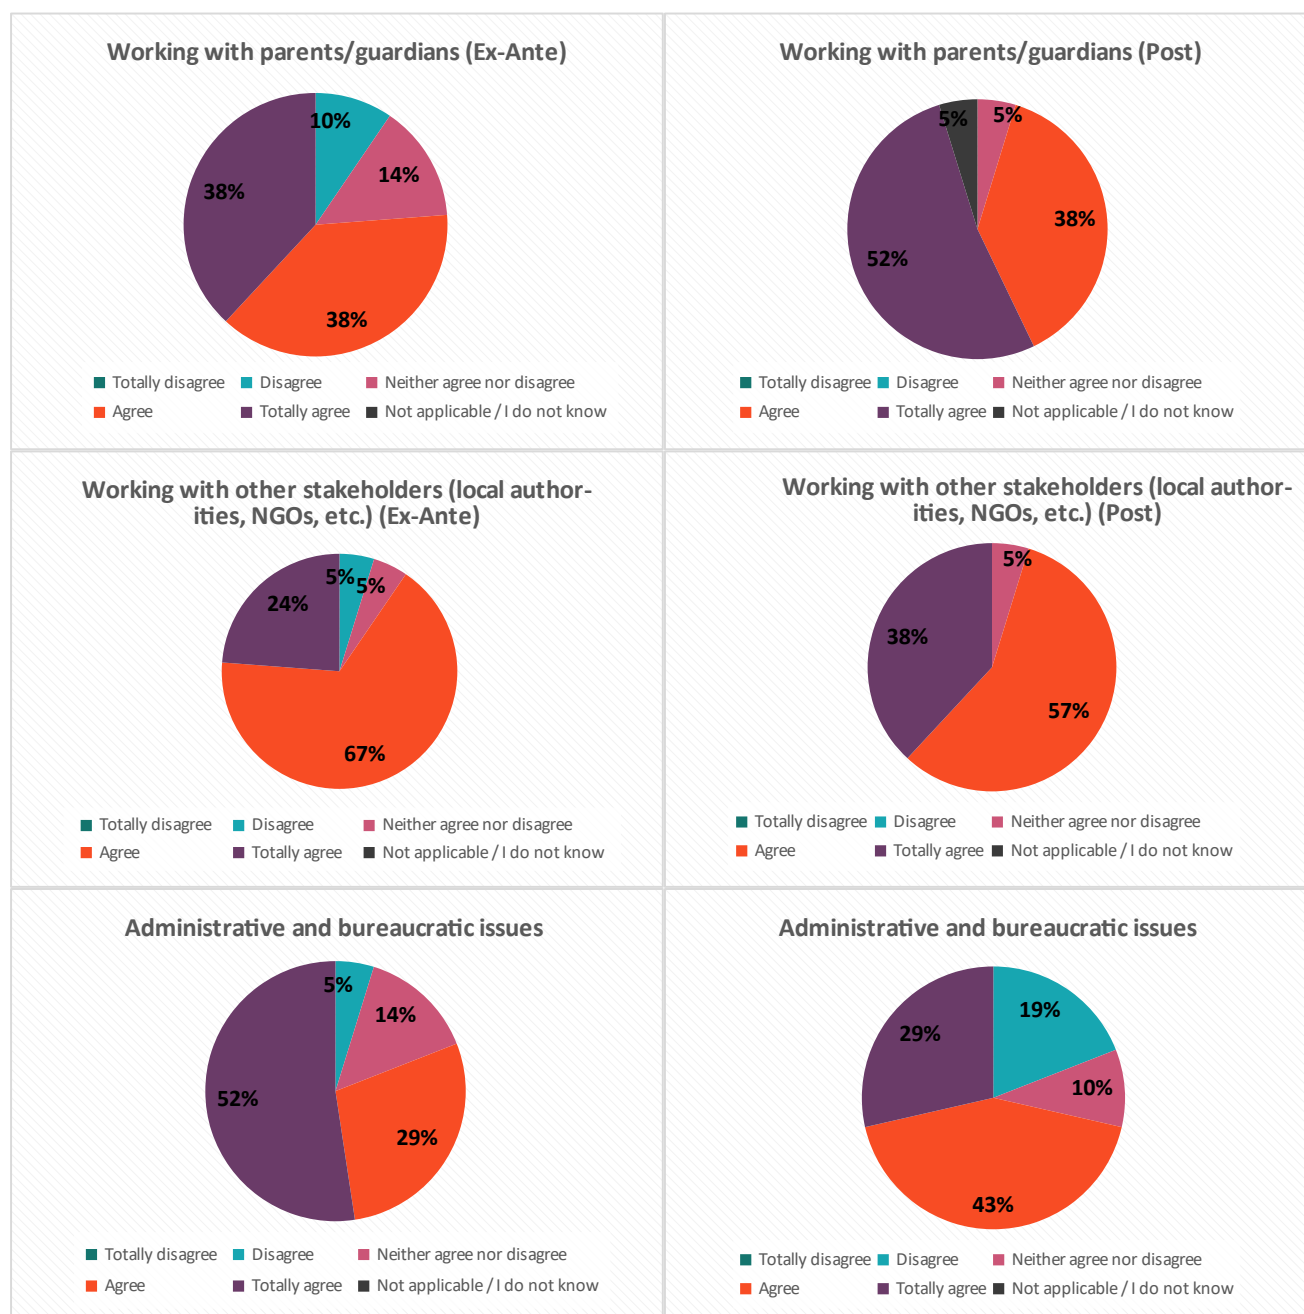 Working with parents/guardians (Ex-Ante)
10%
14%
38%
38%
Totally disagree Disagree Neither agree nor disagree
Agree Totally agree Not applicable / I do not know
Working with parents/guardians (Post)
5% 5%
38%
52%
Totally disagree Disagree Neither agree nor disagree
Agree Totally agree Not applicable / I do not know
Working with other stakeholders (local author-
ities, NGOs, etc.) (Ex-Ante)
5% 5%
24%
67%
Totally disagree Disagree Neither agree nor disagree
Agree Totally agree Not applicable / I do not know
Working with other stakeholders (local author-
ities, NGOs, etc.) (Post)
5%
38%
57%
Totally disagree Disagree Neither agree nor disagree
Agree Totally agree Not applicable / I do not know
Administrative and bureaucratic issues
5%
14%
52%
29%
Totally disagree Disagree Neither agree nor disagree
Agree Totally agree Not applicable / I do not know
Administrative and bureaucratic issues
19%
29%
10%
43%
Totally disagree Disagree Neither agree nor disagree
Agree Totally agree Not applicable / I do not know